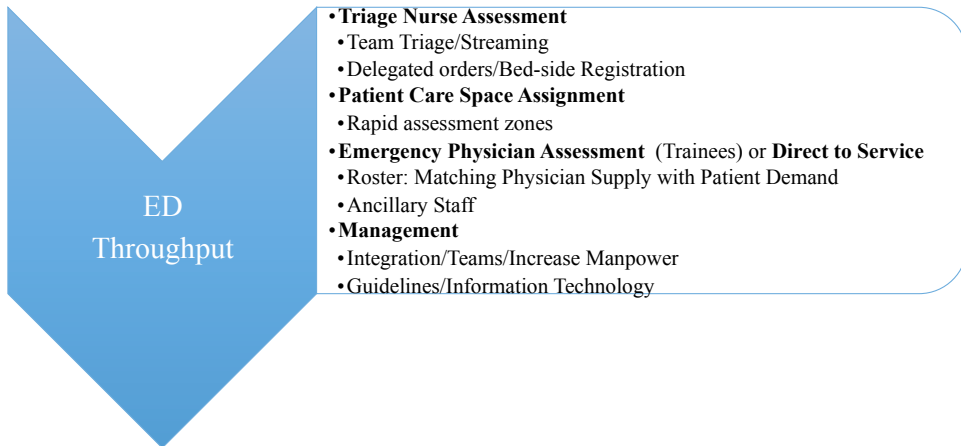 ED
Throughput
•Triage Nurse Assessment
•Team Triage/Streaming
•Delegated orders/Bed-side Registration
•Patient Care Space Assignment
•Rapid assessment zones
•Emergency Physician Assessment (Trainees) or Direct to Service
•Roster: Matching Physician Supply with Patient Demand
•Ancillary Staff
•Management
•Integration/Teams/Increase Manpower
•Guidelines/Information Technology